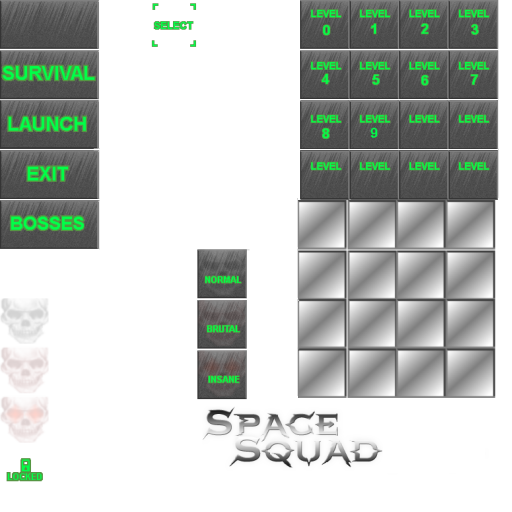 SELECT
LEVEL 0
LEVEL 1
LEVEL 2
LEVEL 3
SURVIVAL
LEVEL 4
LEVEL 5
LEVEL 6
LEVEL 7
LAUNCH
LEVEL 8
LEVEL 9
LEVEL
LEVEL
EXIT
LEVEL
LEVEL
LEVEL
LEVEL
BOSSES
NORMAL
BRUTAL
INSANE
SPACE
SQUAD
LOCKED